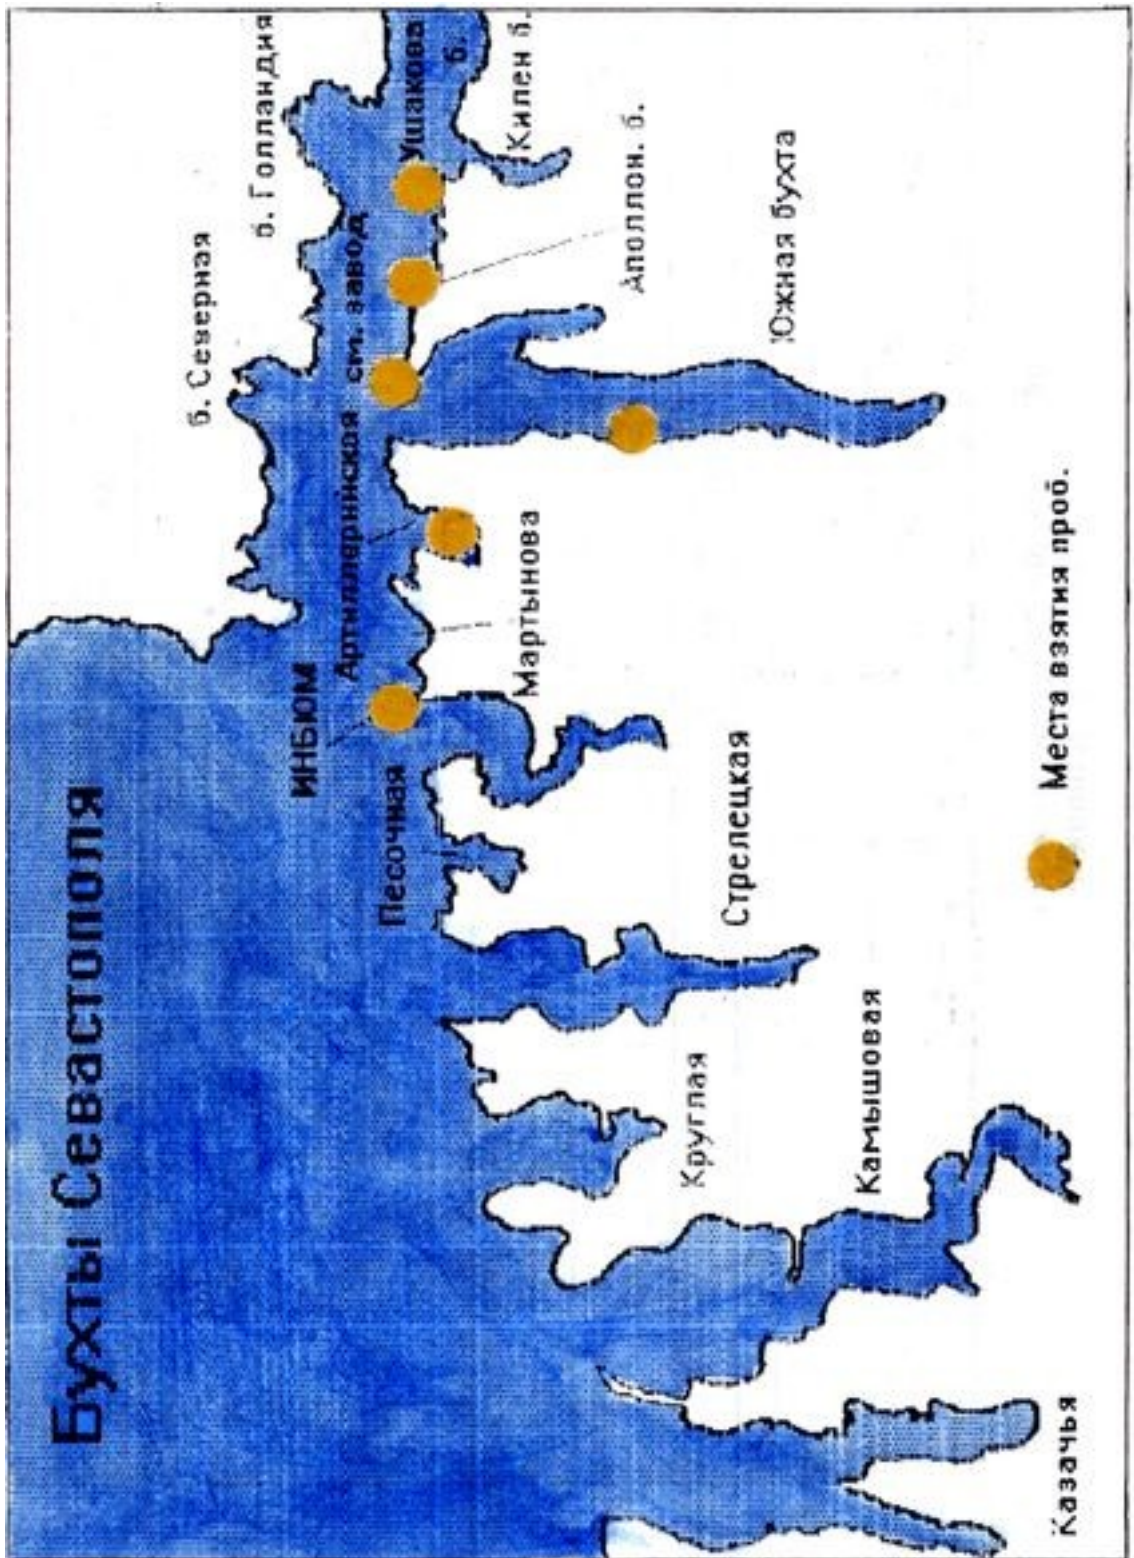 Бухты Севастополя
б. Северная
б. Голландия
Ушакова
б.
Килен б.
ИНБЮМ
Артиллерийская
см. завод
Аполлон. б.
Песочная
Мартынова
Южная бухта
Стрелецкая
Круглая
Камышовая
Казачья
Места взятия проб.